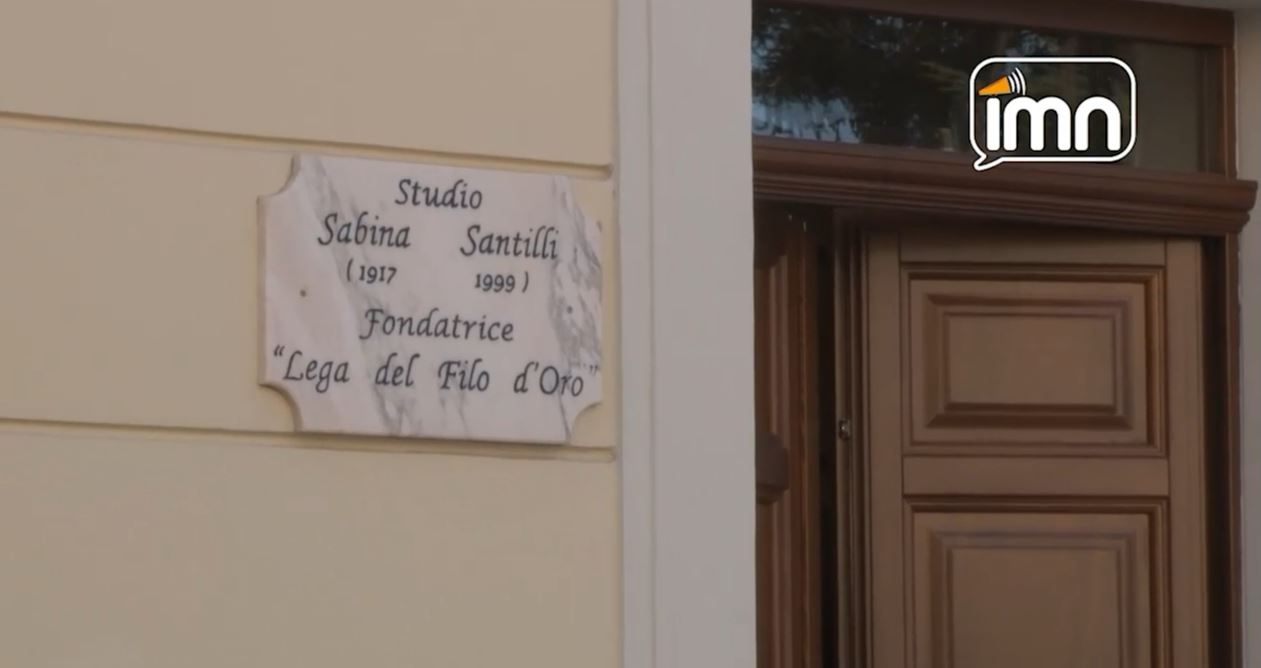 Studio
Sabina Santilli
(1917 1999)
Fondatrice
"Lega del Filo d'Oro"
imn